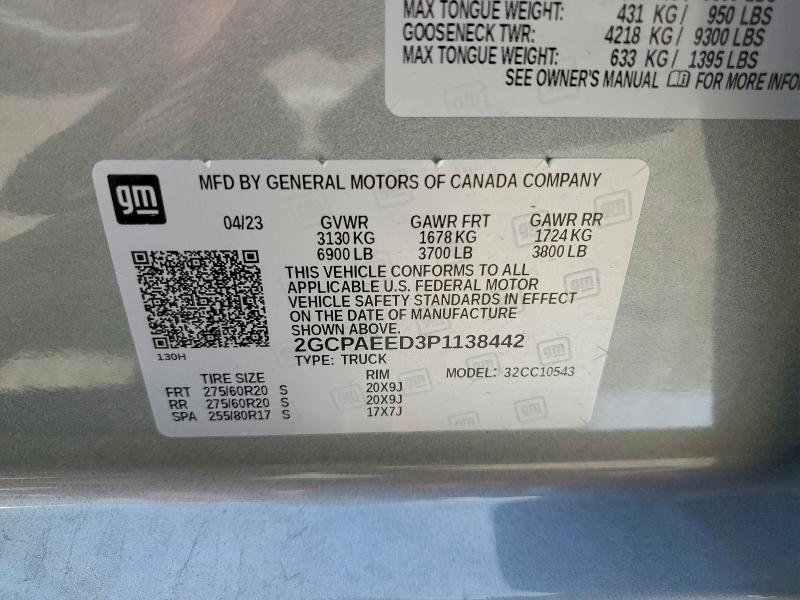 MAX TONGUE WEIGHT: 431 KG / 950 LBS
GOOSENECK TWR: 4218 KG / 9300 LBS
MAX TONGUE WEIGHT: 633 KG / 1395 LBS
SEE OWNER'S MANUAL FOR MORE INFO
gm MFD BY GENERAL MOTORS OF CANADA COMPANY
04/23 GVWR GAWR FRT GAWR RR
3130 KG 1678 KG 1724 KG
6900 LB 3700 LB 3800 LB
THIS VEHICLE CONFORMS TO ALL
APPLICABLE U.S. FEDERAL MOTOR
VEHICLE SAFETY STANDARDS IN EFFECT
ON THE DATE OF MANUFACTURE
SHOWN ABOVE.
2GCPAEED3P1138442
130H
TYPE: TRUCK
TIRE SIZE RIM MODEL: 32CC10543
FRT 275/60R20 S 20X9J
RR 275/60R20 S 20X9J
SPA 255/80R17 S 17X7J